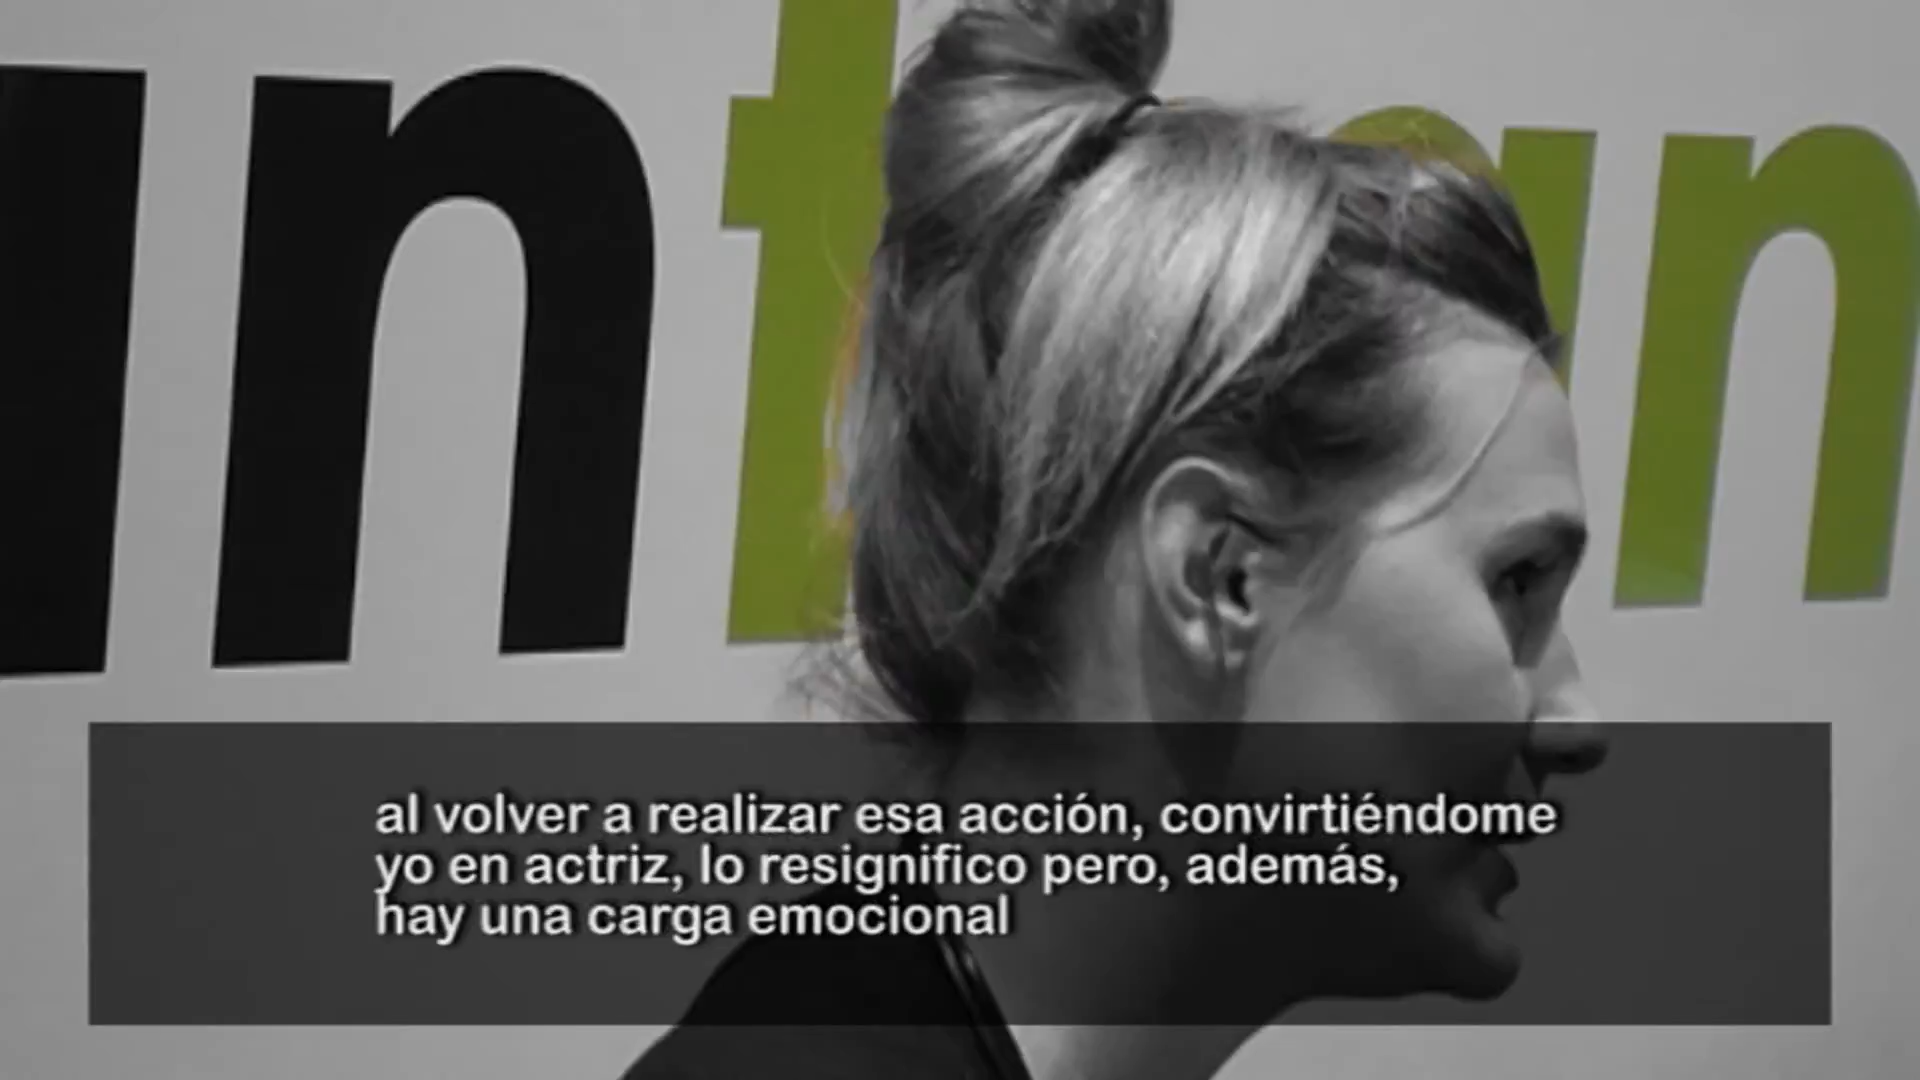 al volver a realizar esa acción, convirtiéndome
yo en actriz, lo resignifico pero, además,
hay una carga emocional